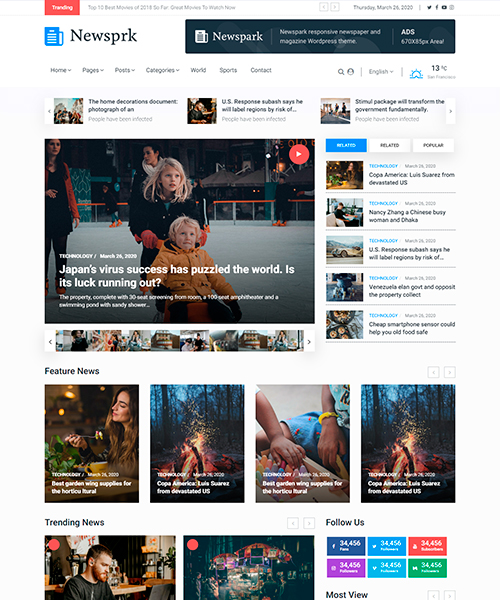 Trending
Top 10 Best Movies of 2018 So Far: Great Movies To Watch Now
Thursday, March 26, 2020
Newsprk
Newspark
Newspark responsive newspaper and
magazine Wordpress theme.
ADS
670X85px Area!
Home Pages Posts Categories World Sports Contact
English
13 °C
San Francisco
The home decorations document:
photograph of an
People have been infected
U.S. Response subash says he
will label regions by risk of...
People have been infected
Stimul package will transform the
government fundamentally.
People have been infected
RELATED RELATED POPULAR
TECHNOLOGY / March 26, 2020
Japan's virus success has puzzled the world. Is
its luck running out?
The property, complete with 30-seat screening from room, a 100-seat amphitheater and a
swimming pond with sandy shower...
TECHNOLOGY March 26, 2020
Copa America: Luis Suarez from
devastated US
TECHNOLOGY March 26, 2020
Nancy Zhang a Chinese busy
woman and Dhaka
TECHNOLOGY March 26, 2020
U.S. Response subash says he
will label regions by risk of...
TECHNOLOGY March 26, 2020
Venezuela elan govt and opposit
the property collect
TECHNOLOGY March 26, 2020
Cheap smartphone sensor could
help you old food safe
Feature News
TECHNOLOGY / March 26, 2020
Best garden wing supplies for
the horticu ltural
TECHNOLOGY / March 26, 2020
Copa America: Luis Suarez
from devastated US
TECHNOLOGY / March 26, 2020
Best garden wing supplies for
the horticu ltural
TECHNOLOGY / March 26, 2020
Copa America: Luis Suarez
from devastated US
Trending News
Follow Us
34,456
Fans
34,456
Followers
34,456
Subscribers
34,456
Followers
34,456
Followers
34,456
Followers
Most View